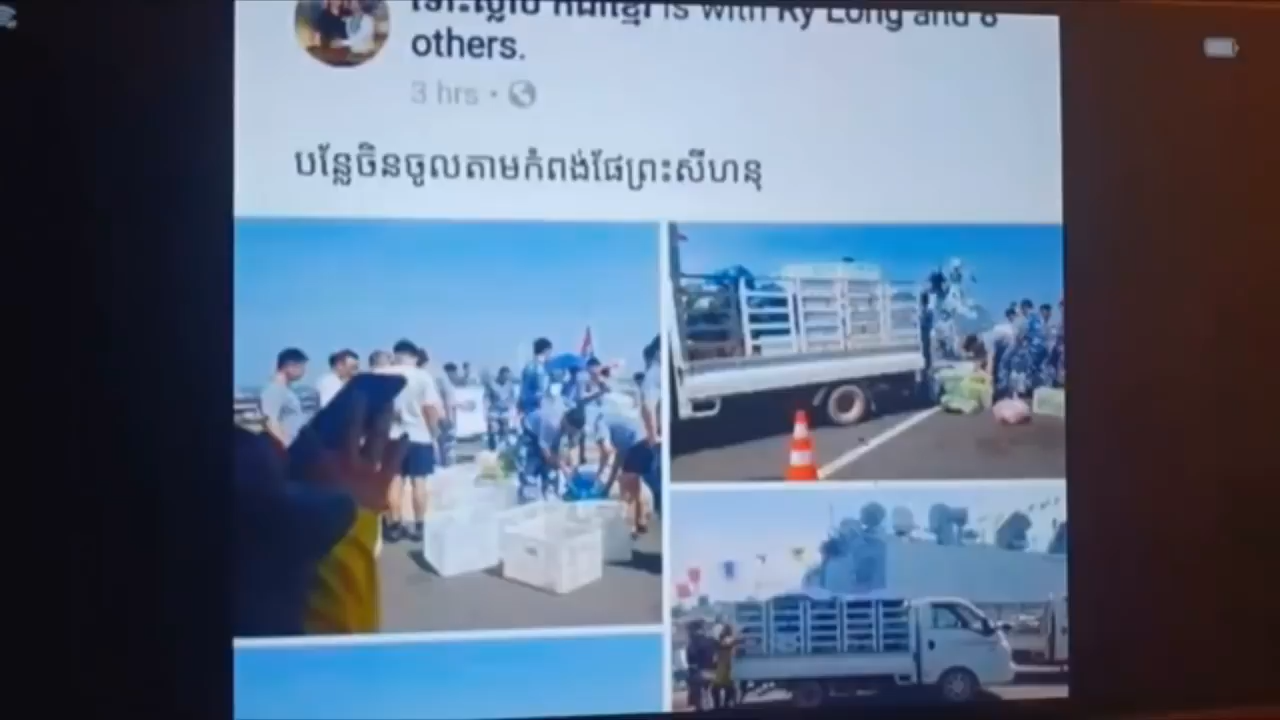 is with Ry Long and 8
others.
3 hrs
បន្លែចិនចូលតាមកំពង់ផែព្រះសីហនុ